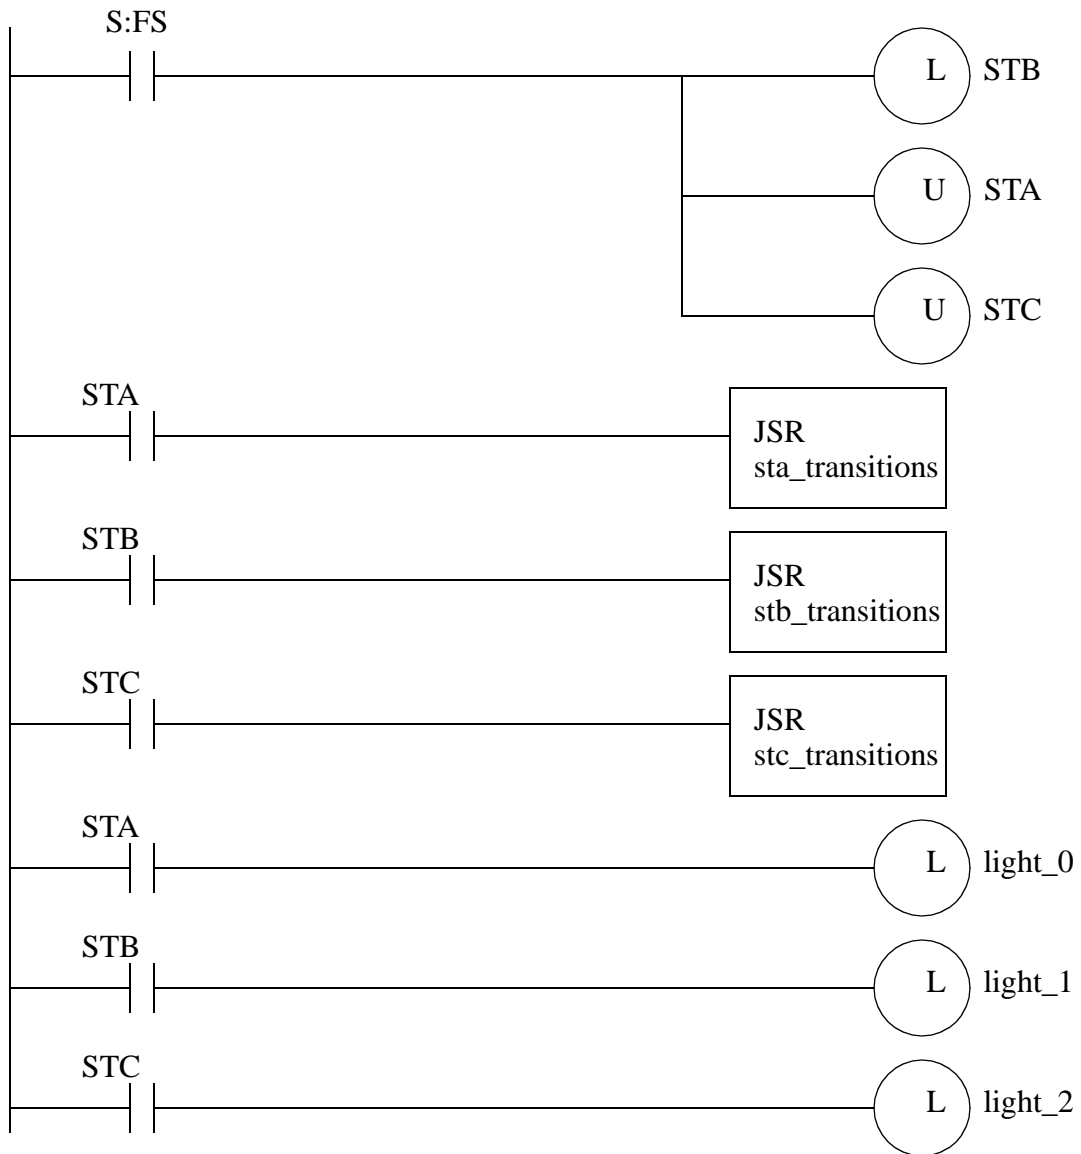 S:FS
L STB
U STA
U STC
STA
JSR
sta_transitions
STB
JSR
stb_transitions
STC
JSR
stc_transitions
STA
L light_0
STB
L light_1
STC
L light_2